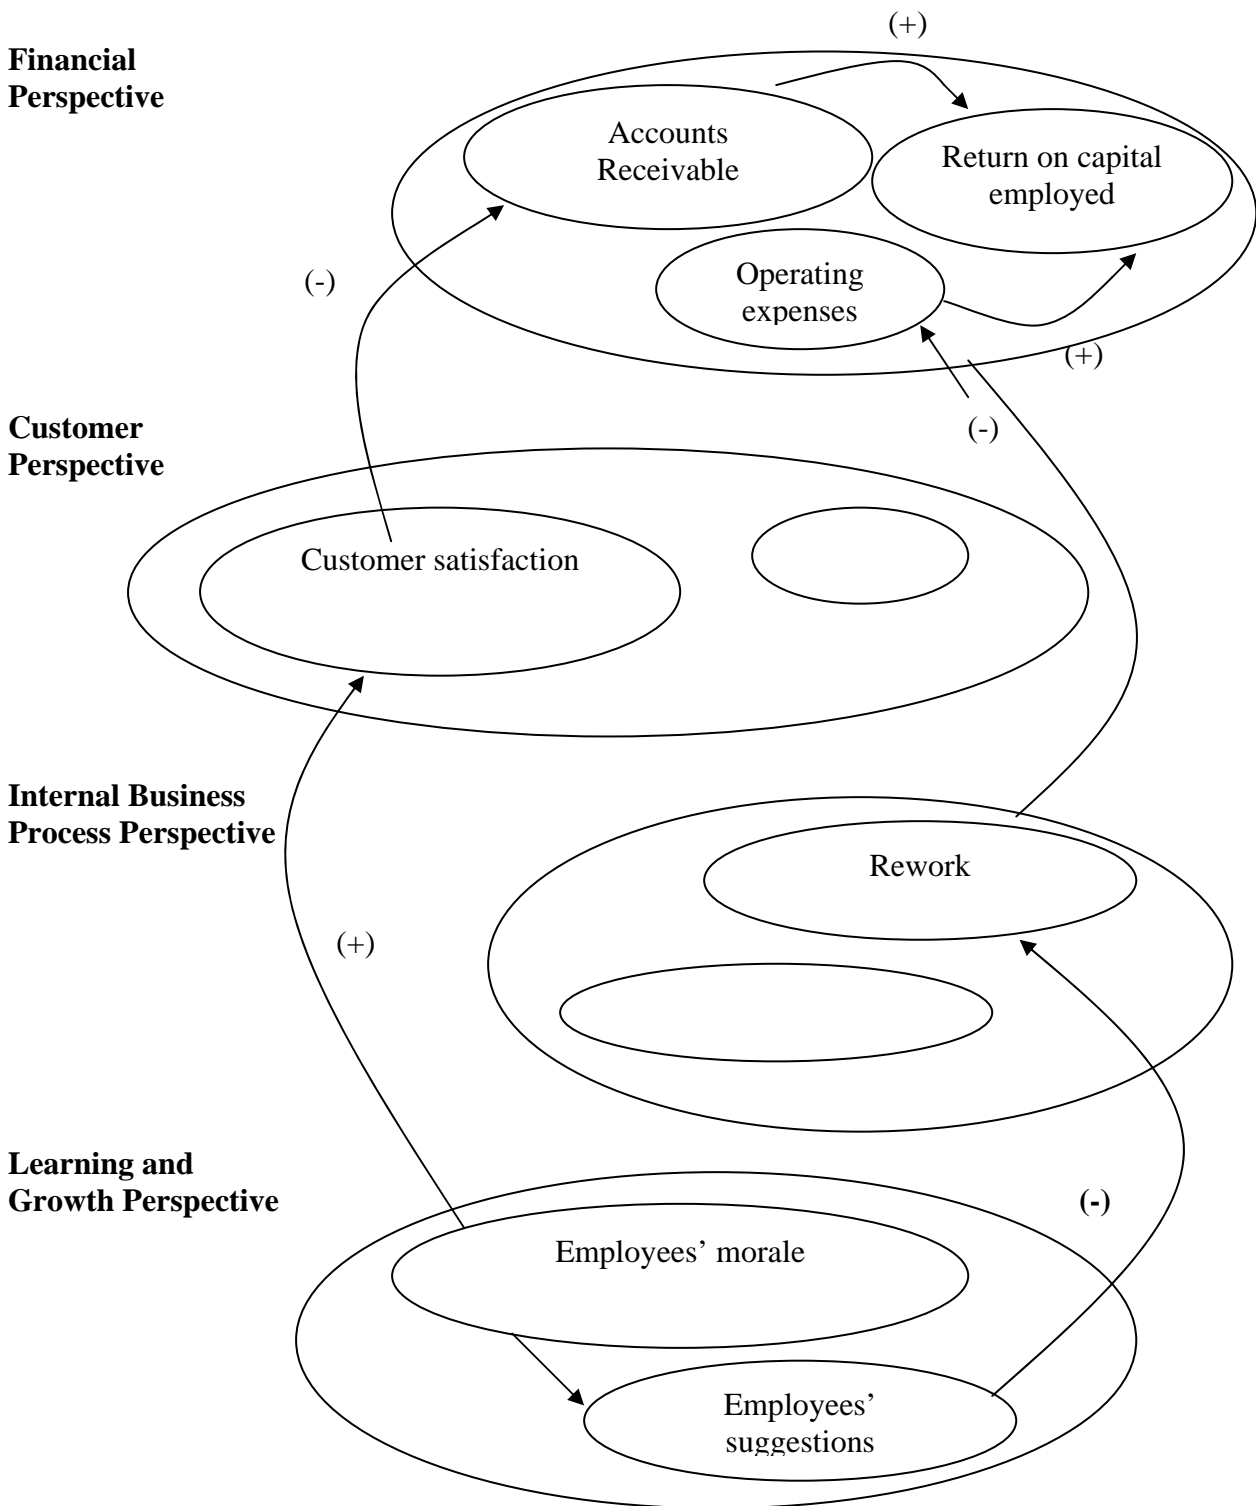 (+)
Financial
Perspective
Accounts
Receivable
Return on capital
employed
(-)
Operating
expenses
(+)
Customer
Perspective
(-)
Customer satisfaction
Internal Business
Process Perspective
Rework
(+)
Learning and
Growth Perspective
(-)
Employees’ morale
Employees’
suggestions